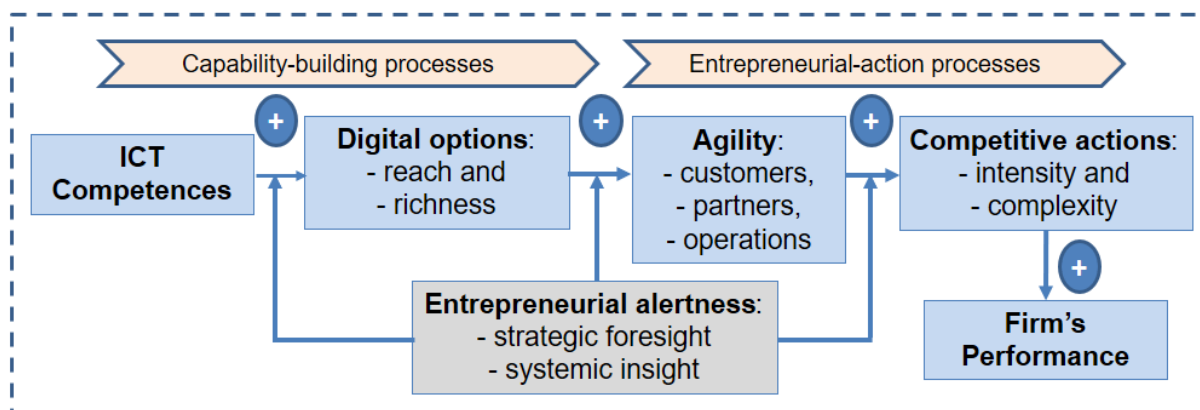 Capability-building processes
Entrepreneurial-action processes
+
+
+
ICT
Competences
Digital options:
- reach and
- richness
Agility:
- customers,
- partners,
- operations
Competitive actions:
- intensity and
- complexity
+
Entrepreneurial alertness:
- strategic foresight
- systemic insight
Firm's
Performance